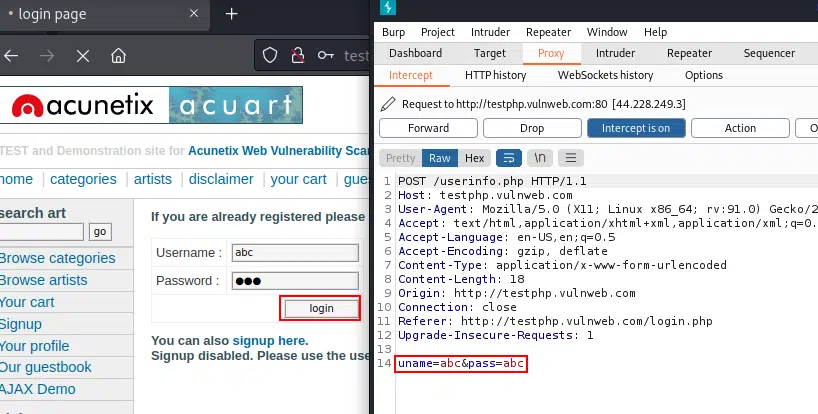 login page
test
acunetix acuart
TEST and Demonstration site for Acunetix Web Vulnerability Sca
home | categories | artists | disclaimer | your cart | gue
search art
go
Browse categories
Browse artists
Your cart
Signup
Your profile
Our guestbook
AJAX Demo
If you are already registered please
Username : abc
Password : ●●●
login
You can also signup here.
Signup disabled. Please use the use
Burp Project Intruder Repeater Window Help
Dashboard Target Proxy Intruder Repeater Sequencer
Intercept HTTP history WebSockets history Options
Request to http://testphp.vulnweb.com:80 [44.228.249.3]
Forward Drop Intercept is on Action O
Pretty Raw Hex \n
1 POST /userinfo.php HTTP/1.1
2 Host: testphp.vulnweb.com
3 User-Agent: Mozilla/5.0 (X11; Linux x86_64; rv:91.0) Gecko/2
4 Accept: text/html,application/xhtml+xml,application/xml;q=0.
5 Accept-Language: en-US,en;q=0.5
6 Accept-Encoding: gzip, deflate
7 Content-Type: application/x-www-form-urlencoded
8 Content-Length: 18
9 Origin: http://testphp.vulnweb.com
10 Connection: close
11 Referer: http://testphp.vulnweb.com/login.php
12 Upgrade-Insecure-Requests: 1
13
14 uname=abc&pass=abc